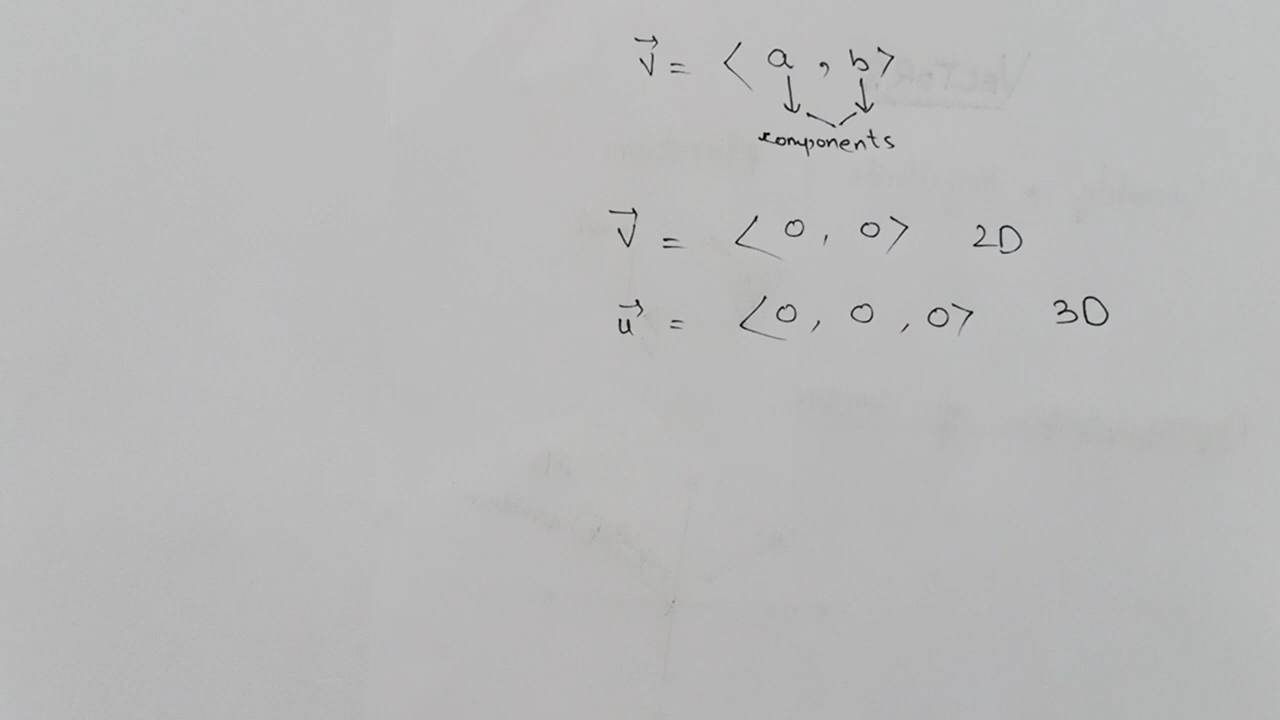 v⃗ = < a , b >
components
v⃗ = < 0 , 0 > 2D
u⃗ = < 0 , 0 , 0 > 3D